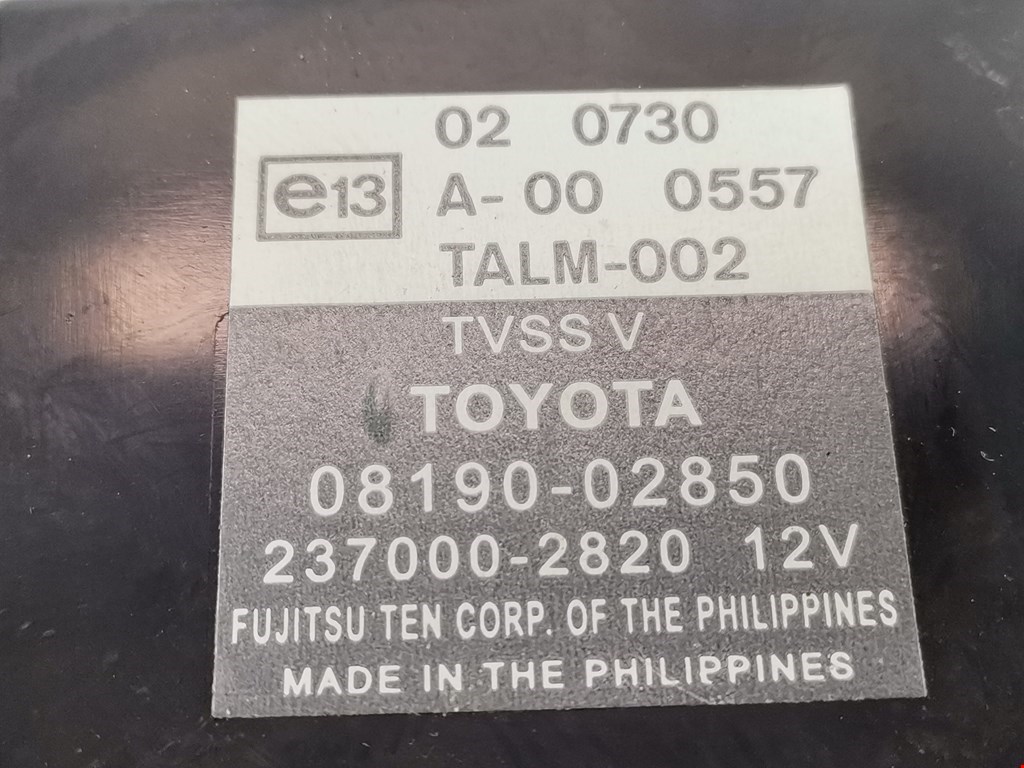 02 0730
e13 A-00 0557
TALM-002
TVSS V
TOYOTA
08190-02850
237000-2820 12V
FUJITSU TEN CORP. OF THE PHILIPPINES
MADE IN THE PHILIPPINES